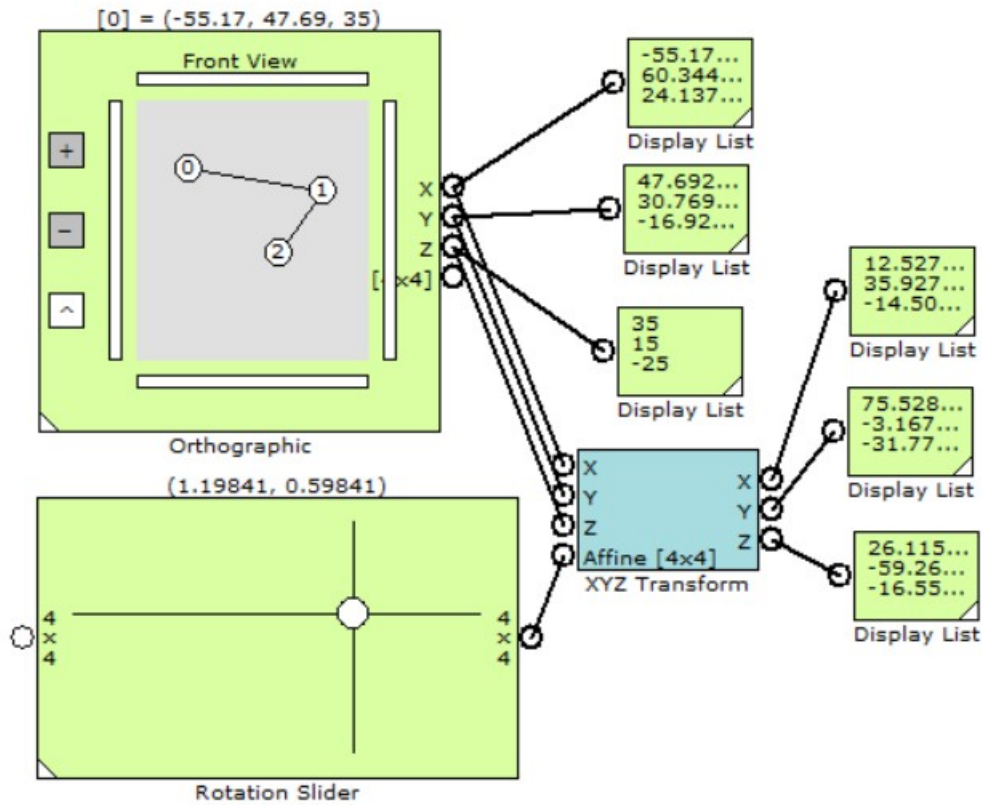 [0] = (-55.17, 47.69, 35)
Front View
+
-
^
0
1
2
X
Y
Z
[4x4]
Orthographic
-55.17...
60.344...
24.137...
Display List
47.692...
30.769...
-16.92...
Display List
35
15
-25
Display List
12.527...
35.927...
-14.50...
Display List
75.528...
-3.167...
-31.77...
Display List
26.115...
-59.26...
-16.55...
Display List
X
Y
Z
Affine [4x4]
X
Y
Z
XYZ Transform
(1.19841, 0.59841)
4
x
4
4
x
4
Rotation Slider